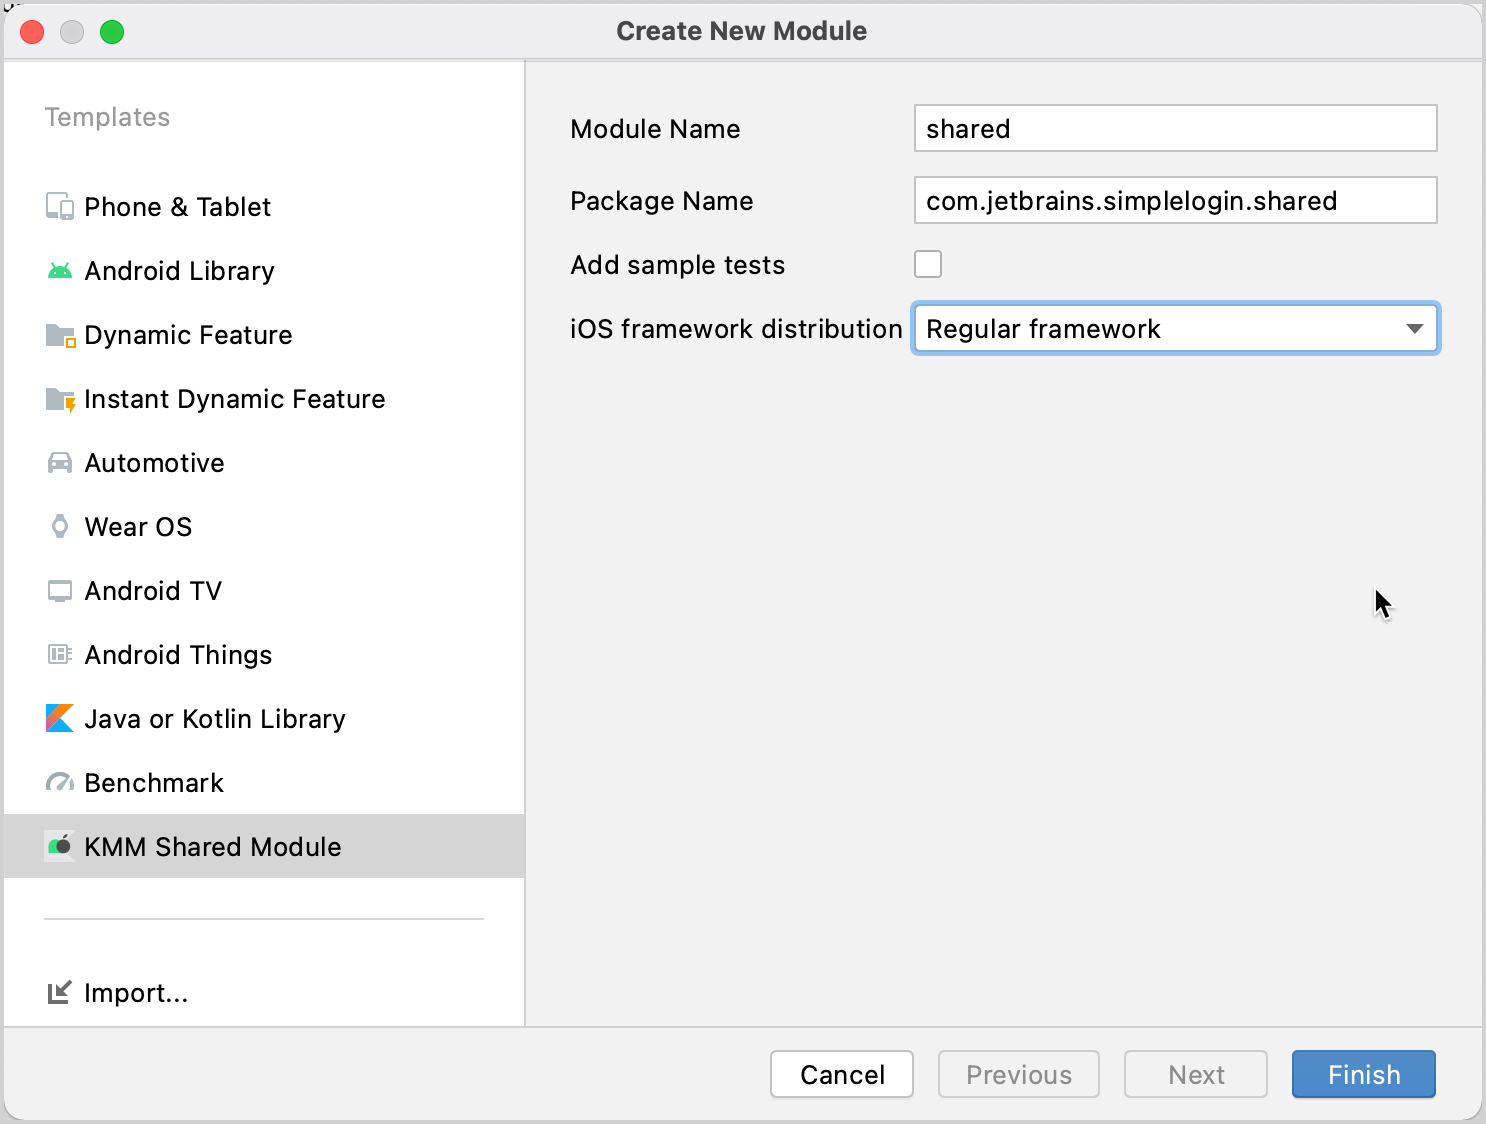 Create New Module
Templates
Phone & Tablet
Android Library
Dynamic Feature
Instant Dynamic Feature
Automotive
Wear OS
Android TV
Android Things
Java or Kotlin Library
Benchmark
KMM Shared Module
Import...
Module Name shared
Package Name com.jetbrains.simplelogin.shared
Add sample tests
iOS framework distribution Regular framework
Cancel Previous Next Finish